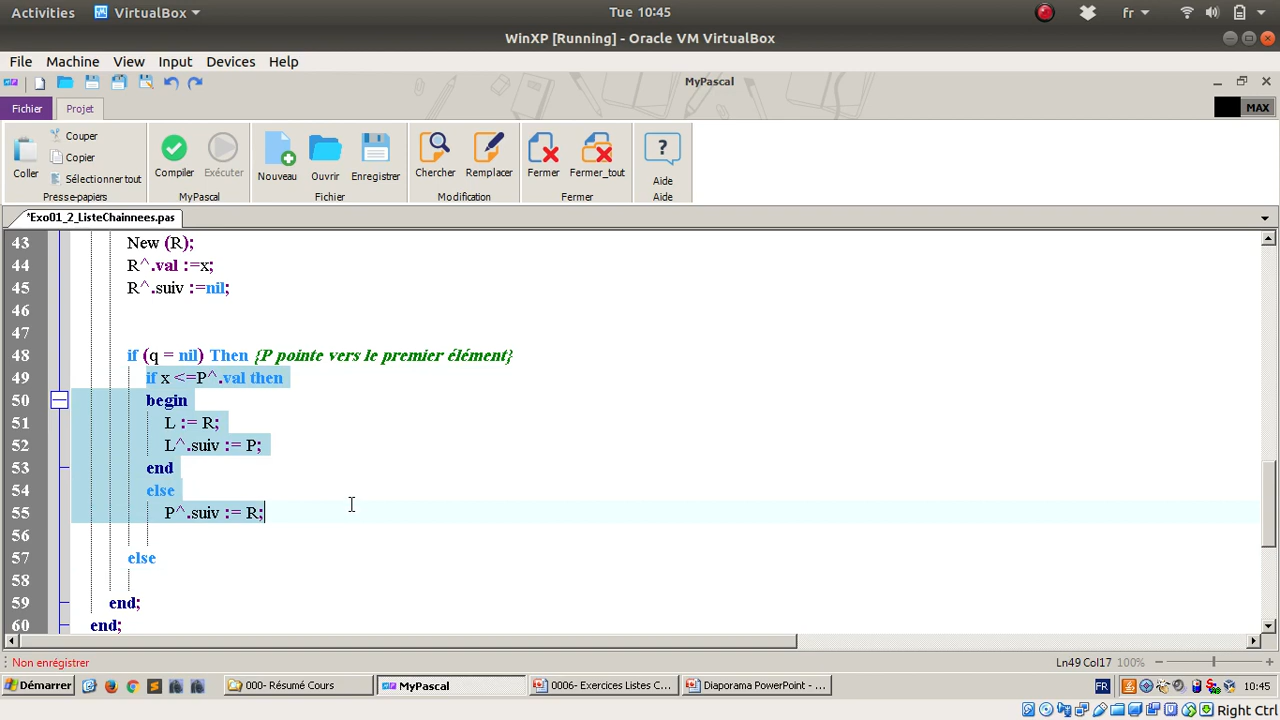 Activities VirtualBox Tue 10:45 fr
WinXP [Running] - Oracle VM VirtualBox
File Machine View Input Devices Help
MyPascal
Fichier Projet MAX
Coller Couper Copier Sélectionner tout Compiler Exécuter Nouveau Ouvrir Enregistrer Chercher Remplacer Fermer Fermer_tout ? Aide
Presse-papiers MyPascal Fichier Modification Fermer Aide
*Exo01_2_ListeChainnees.pas
43 New (R);
44 R^.val :=x;
45 R^.suiv :=nil;
46
47
48 if (q = nil) Then {P pointe vers le premier élémént}
49 if x <=P^.val then
50 begin
51 L := R;
52 L^.suiv := P;
53 end
54 else
55 P^.suiv := R;
56
57 else
58
59 end;
60 end;
Non enrégistrer Ln49 Col17 100%
Démarrer 000- Résumé Cours MyPascal 0006- Exercices Listes C... Diaporama PowerPoint - ... FR 10:45
Right Ctrl